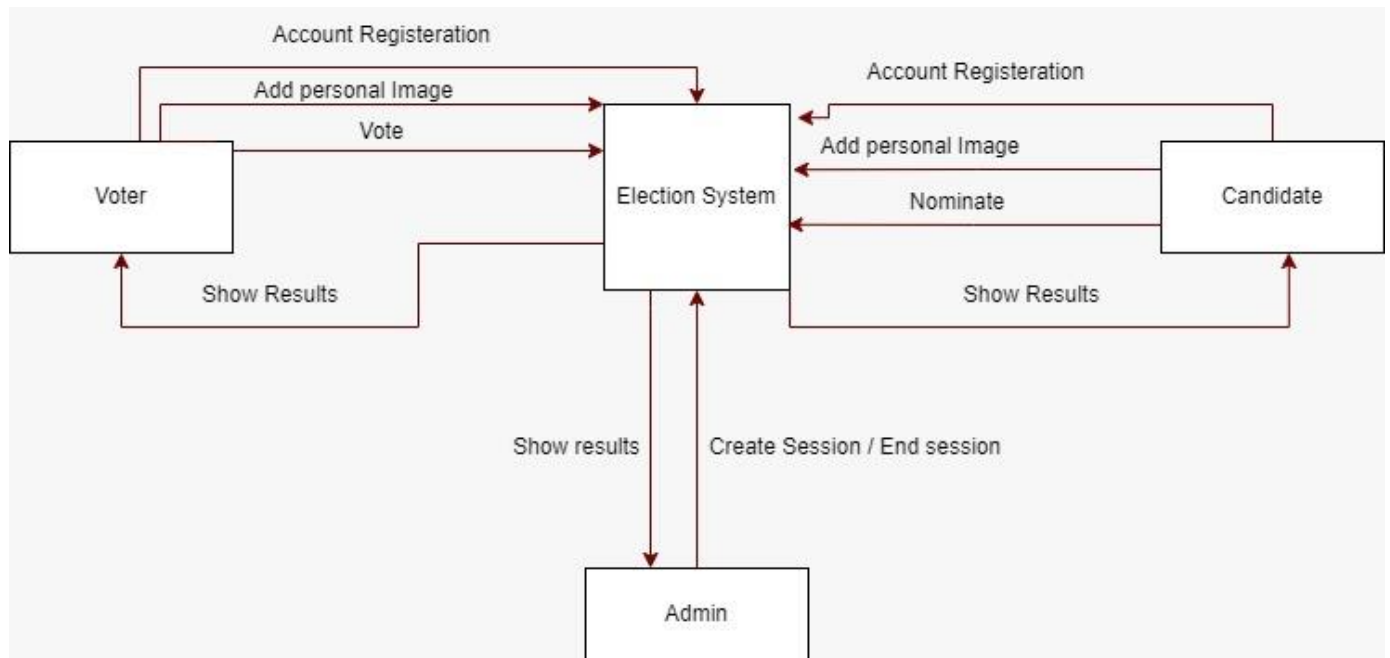 Account Registeration
Account Registeration
Add personal Image
Vote
Add personal Image
Voter
Election System
Candidate
Nominate
Show Results
Show Results
Show results
Create Session / End session
Admin